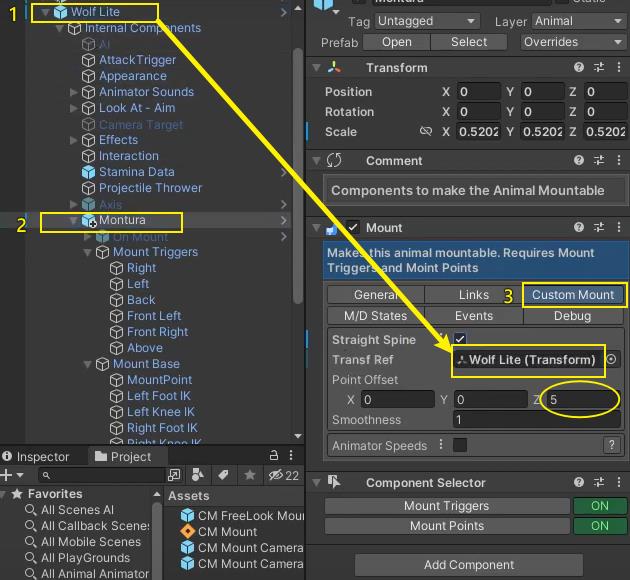 1
Wolf Lite
Internal Components
AI
AttackTrigger
Appearance
Animator Sounds
Look At - Aim
Camera Target
Effects
Interaction
Stamina Data
Projectile Thrower
Axis
2
Montura
On Mount
Mount Triggers
Right
Left
Back
Front Left
Front Right
Above
Mount Base
MountPoint
Left Foot IK
Left Knee IK
Right Foot IK
Right Knee IK
Inspector
Project
22
Favorites
All Scenes AI
All Callback Scene
All Mobile Scenes
All PlayGrounds
All Animal Animator
Assets
CM FreeLook Mou
CM Mount
CM Mount Camera
CM Mount Camera
Montura
Static
Tag Untagged Layer Animal
Prefab Open Select Overrides
Transform
Position X 0 Y 0 Z 0
Rotation X 0 Y 0 Z 0
Scale X 0.5202 Y 0.5202 Z 0.5202
Comment
Components to make the Animal Mountable
Mount
Makes this animal mountable. Requires Mount
Triggers and Moint Points
General Links 3 Custom Mount
M/D States Events Debug
Straight Spine
Transf Ref Wolf Lite (Transform)
Point Offset
X 0 Y 0 Z 5
Smoothness 1
Animator Speeds ?
Component Selector
Mount Triggers ON
Mount Points ON
Add Component